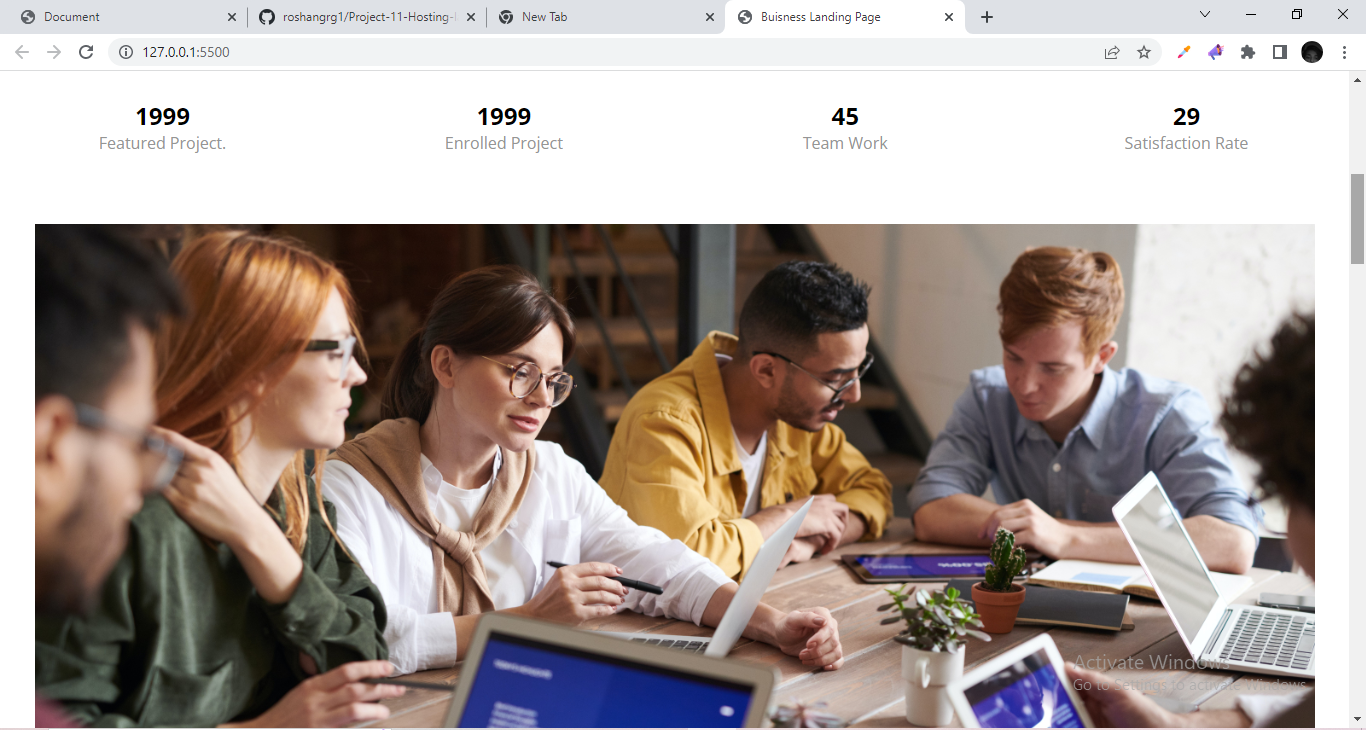 Document
roshangrg1/Project-11-Hosting-
New Tab
Buisness Landing Page
127.0.0.1:5500
1999
1999
45
29
Featured Project.
Enrolled Project
Team Work
Satisfaction Rate
Activate Windows
Go to Settings to activate Windows.